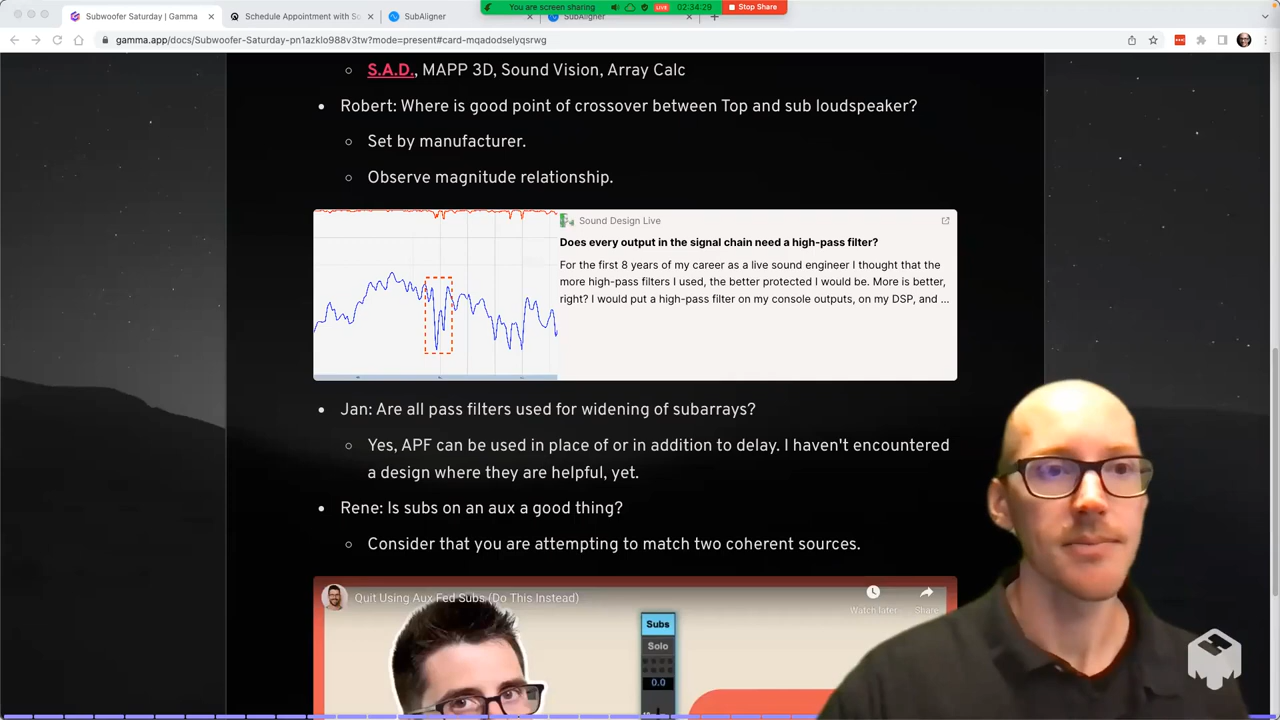 You are screen sharing
LIVE
02:34:29
Stop Share
Subwoofer Saturday | Gamma
Schedule Appointment with So
SubAligner
SubAligner
gamma.app/docs/Subwoofer-Saturday-pn1azklo988v3tw?mode=present#card-mqadodselyqsrwg
S.A.D., MAPP 3D, Sound Vision, Array Calc
Robert: Where is good point of crossover between Top and sub loudspeaker?
Set by manufacturer.
Observe magnitude relationship.
Sound Design Live
Does every output in the signal chain need a high-pass filter?
For the first 8 years of my career as a live sound engineer I thought that the
more high-pass filters I used, the better protected I would be. More is better,
right? I would put a high-pass filter on my console outputs, on my DSP, and ...
Jan: Are all pass filters used for widening of subarrays?
Yes, APF can be used in place of or in addition to delay. I haven't encountered
a design where they are helpful, yet.
Rene: Is subs on an aux a good thing?
Consider that you are attempting to match two coherent sources.
Quit Using Aux Fed Subs (Do This Instead)
Watch later
Share
Subs
Solo
0.0